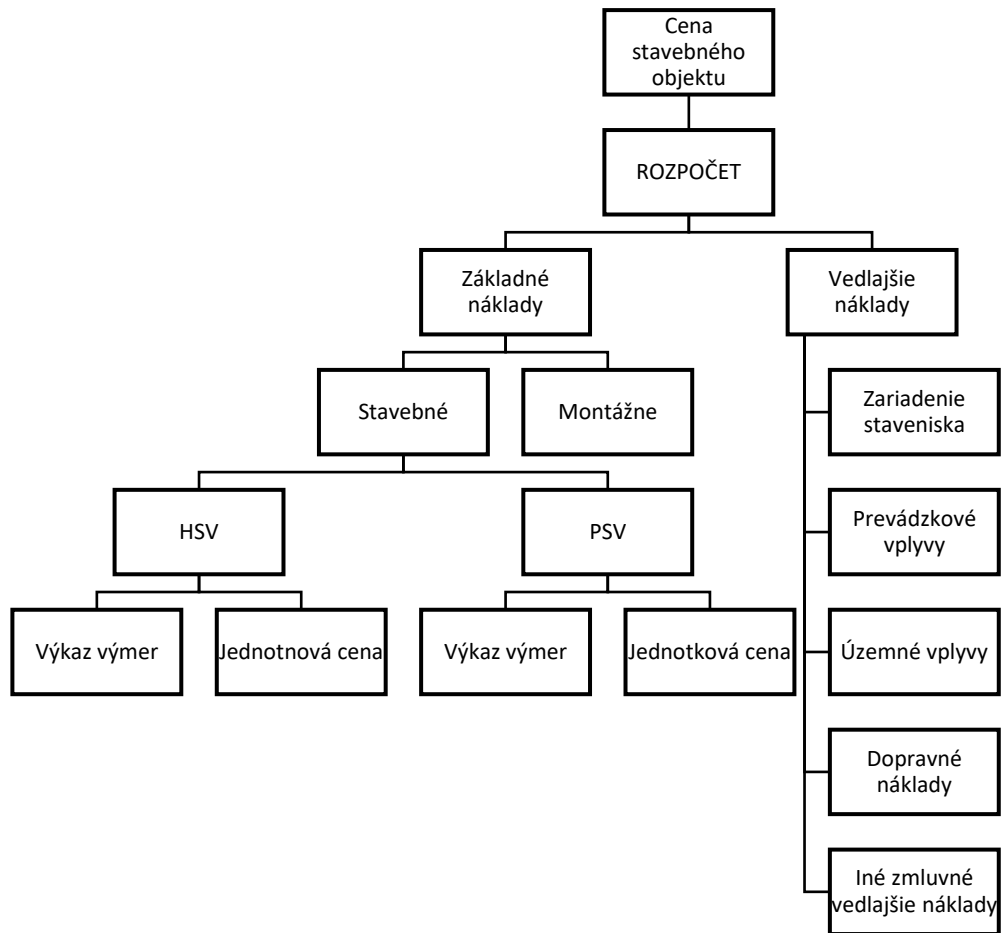 Cena
stavebného
objektu
ROZPOČET
Základné
náklady
Vedlajšie
náklady
Stavebné
Montážne
Zariadenie
staveniska
HSV
PSV
Prevádzkové
vplyvy
Výkaz výmer
Jednotnová cena
Výkaz výmer
Jednotková cena
Územné vplyvy
Dopravné
náklady
Iné zmluvné
vedlajšie náklady